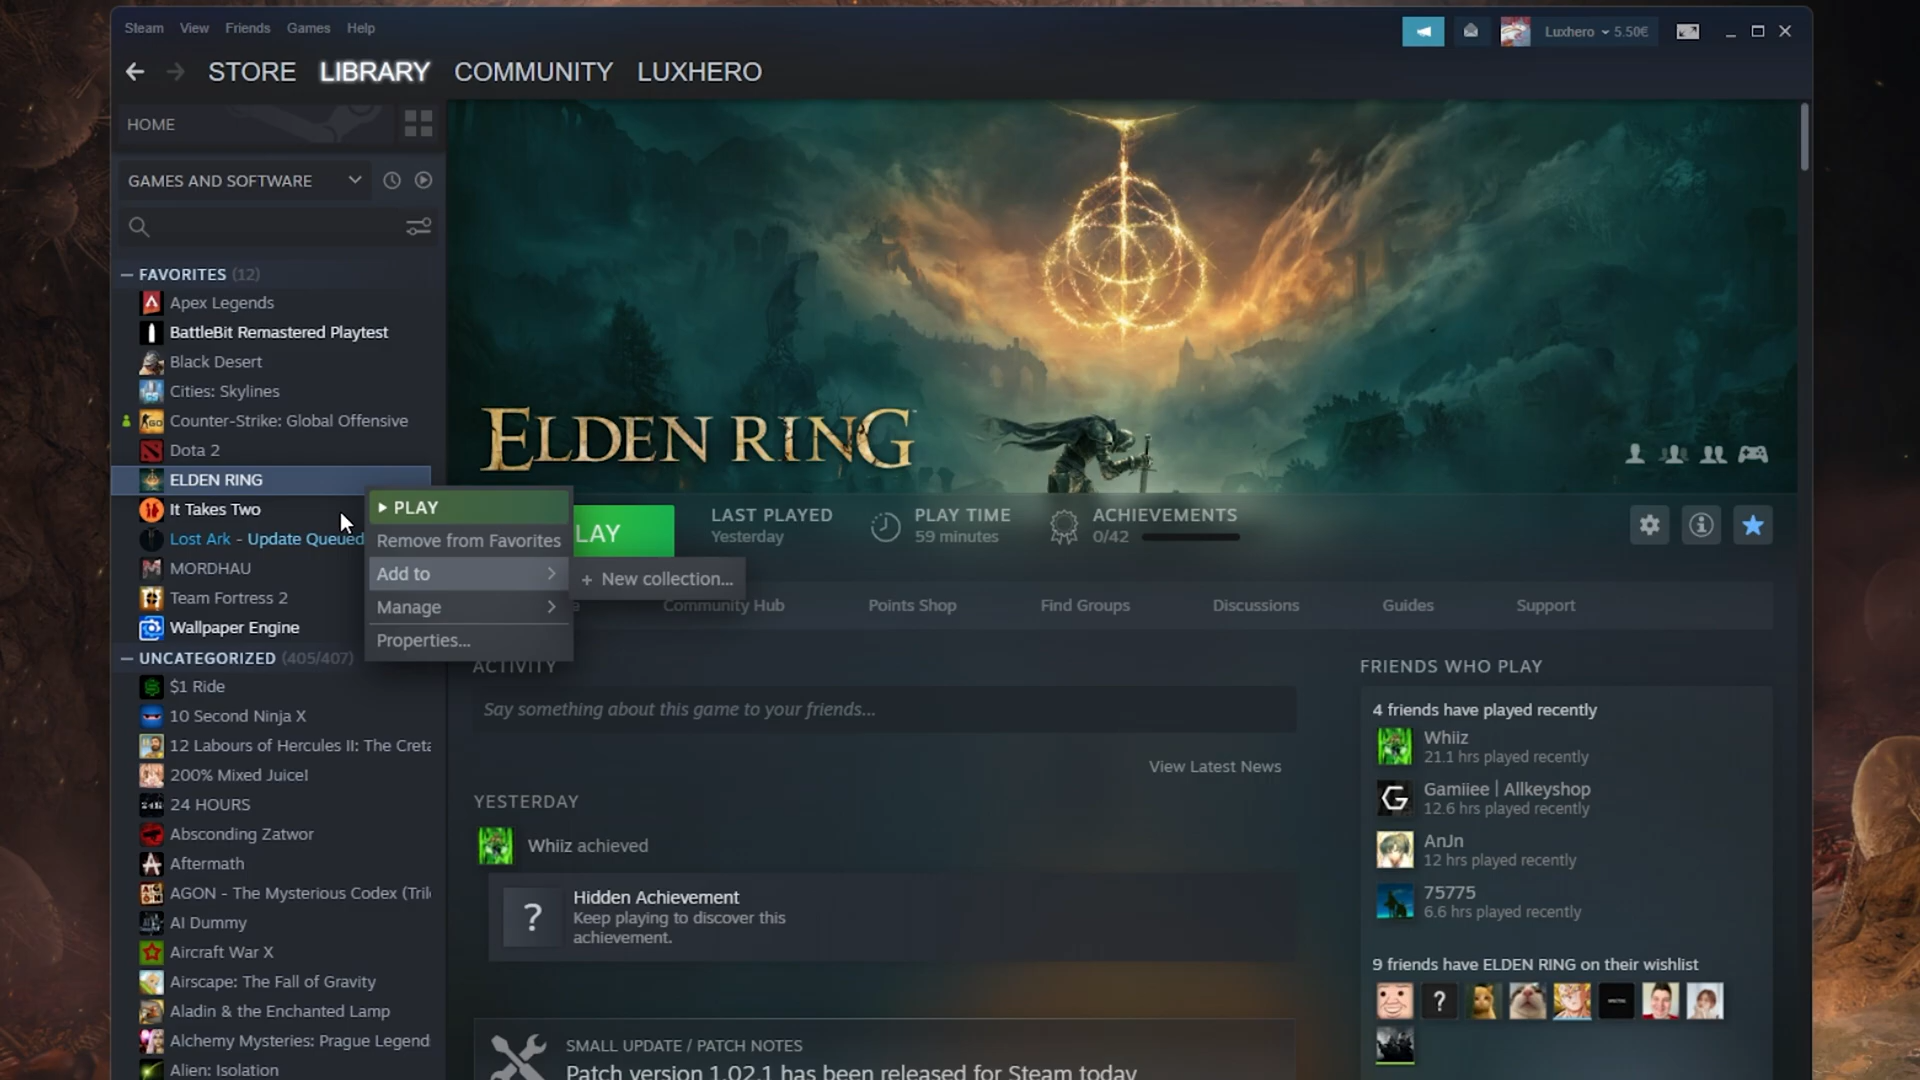 Steam View Friends Games Help
Luxhero 5.50€
STORE LIBRARY COMMUNITY LUXHERO
HOME
GAMES AND SOFTWARE
FAVORITES (12)
Apex Legends
BattleBit Remastered Playtest
Black Desert
Cities: Skylines
Counter-Strike: Global Offensive
Dota 2
ELDEN RING
It Takes Two
Lost Ark - Update Queued
MORDHAU
Team Fortress 2
Wallpaper Engine
UNCATEGORIZED (405/407)
$1 Ride
10 Second Ninja X
12 Labours of Hercules II: The Creta
200% Mixed Juice!
24 HOURS
Absconding Zatwor
Aftermath
AGON - The Mysterious Codex (Tril
AI Dummy
Aircraft War X
Airscape: The Fall of Gravity
Aladin & the Enchanted Lamp
Alchemy Mysteries: Prague Legend
Alien: Isolation
PLAY
Remove from Favorites
Add to
Manage
Properties...
+ New collection...
ELDEN RING
LAY
LAST PLAYED
Yesterday
PLAY TIME
59 minutes
ACHIEVEMENTS
0/42
e Community Hub Points Shop Find Groups Discussions Guides Support
ACTIVITY
Say something about this game to your friends...
View Latest News
YESTERDAY
Whiiz achieved
?
Hidden Achievement
Keep playing to discover this
achievement.
SMALL UPDATE / PATCH NOTES
Patch version 1.02.1 has been released for Steam today
FRIENDS WHO PLAY
4 friends have played recently
Whiiz
21.1 hrs played recently
G
Gamiiee | Allkeyshop
12.6 hrs played recently
AnJn
12 hrs played recently
75775
6.6 hrs played recently
9 friends have ELDEN RING on their wishlist
?